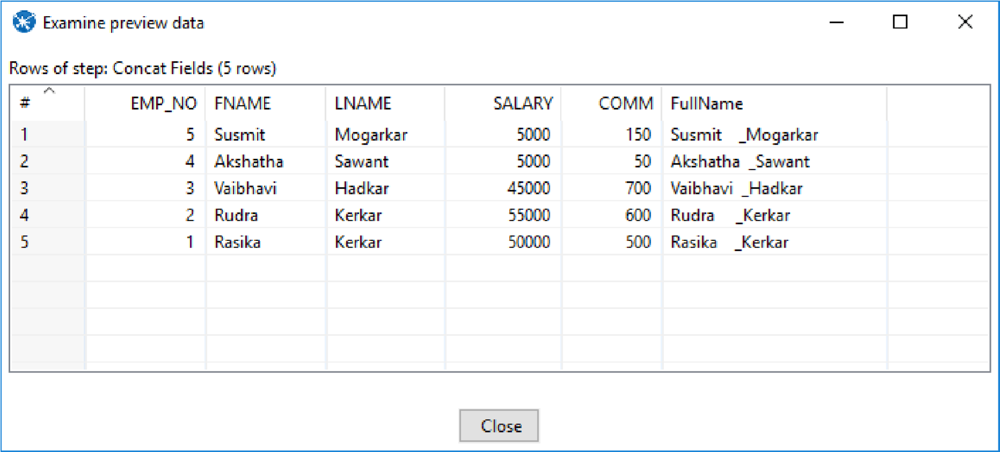 Examine preview data
Rows of step: Concat Fields (5 rows)
# EMP_NO FNAME LNAME SALARY COMM FullName
1 5 Susmit Mogarkar 5000 150 Susmit    _Mogarkar
2 4 Akshatha Sawant 5000 50 Akshatha  _Sawant
3 3 Vaibhavi Hadkar 45000 700 Vaibhavi  _Hadkar
4 2 Rudra Kerkar 55000 600 Rudra     _Kerkar
5 1 Rasika Kerkar 50000 500 Rasika    _Kerkar
Close